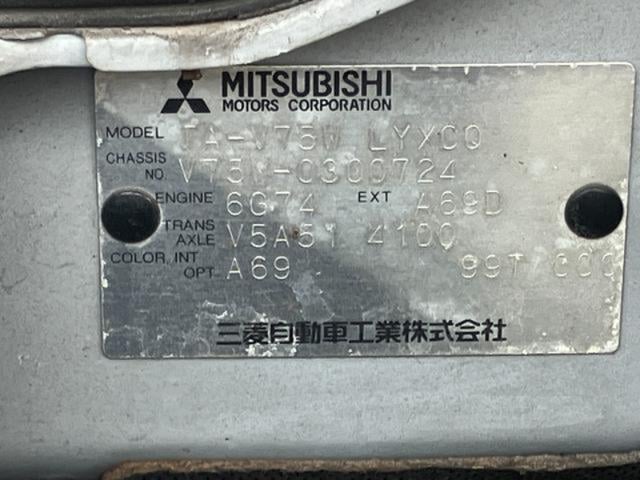 MITSUBISHI
MOTORS CORPORATION
MODEL TA-V75W LYXCQ
CHASSIS NO. V75W-0300724
ENGINE 6G74 EXT A69D
TRANS AXLE V5A51 4100
COLOR, INT OPT A69 99T 000
三菱自動車工業株式会社